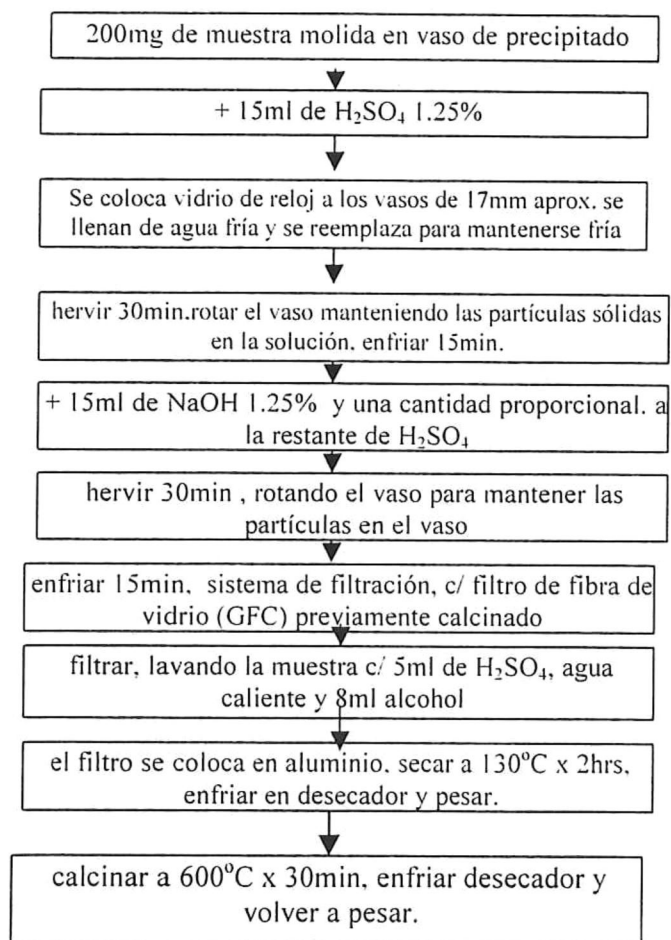 200mg de muestra molida en vaso de precipitado
+ 15ml de H₂SO₄ 1.25%
Se coloca vidrio de reloj a los vasos de 17mm aprox. se
llenan de agua fría y se reemplaza para mantenerse fría
hervir 30min.rotar el vaso manteniendo las partículas sólidas
en la solución. enfriar 15min.
+ 15ml de NaOH 1.25% y una cantidad proporcional. a
la restante de H₂SO₄
hervir 30min , rotando el vaso para mantener las
partículas en el vaso
enfriar 15min, sistema de filtración, c/ filtro de fibra de
vidrio (GFC) previamente calcinado
filtrar, lavando la muestra c/ 5ml de H₂SO₄, agua
caliente y 8ml alcohol
el filtro se coloca en aluminio. secar a 130°C x 2hrs,
enfriar en desecador y pesar.
calcinar a 600°C x 30min, enfriar desecador y
volver a pesar.